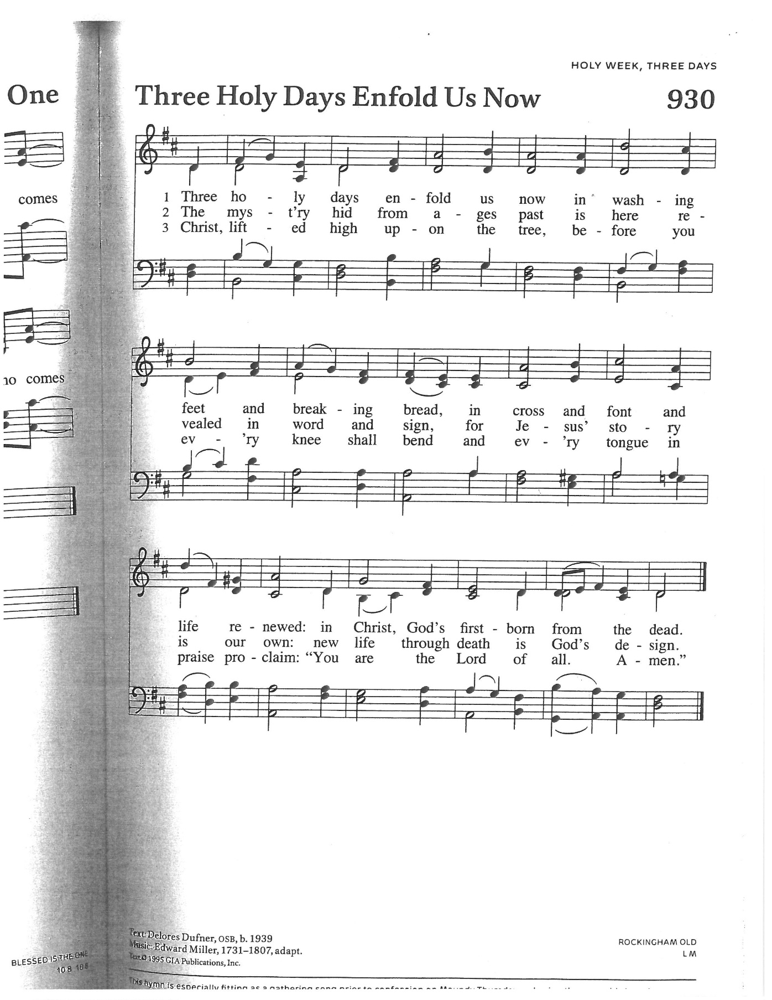 HOLY WEEK, THREE DAYS
One
Three Holy Days Enfold Us Now 930
comes
1 Three ho - ly days en - fold us now in wash - ing
2 The mys - t'ry hid from a - ges past is here re -
3 Christ, lift - ed high up - on the tree, be - fore you
comes
feet and break - ing bread, in cross and font and
vealed in word and sign, for Je - sus' sto - ry
ev - 'ry knee shall bend and ev - 'ry tongue in
life re - newed: in Christ, God's first - born from the dead.
is our own: new life through death is God's de - sign.
praise pro - claim: “You are the Lord of all. A - men.”
Text: Delores Dufner, OSB, b. 1939
Music: Edward Miller, 1731–1807, adapt.
Text © 1995 GIA Publications, Inc.
ROCKINGHAM OLD
L M
BLESSED IS THE ONE
10 8 10 8
This hymn is especially fitting as a gathering song prior to confession on Maundy